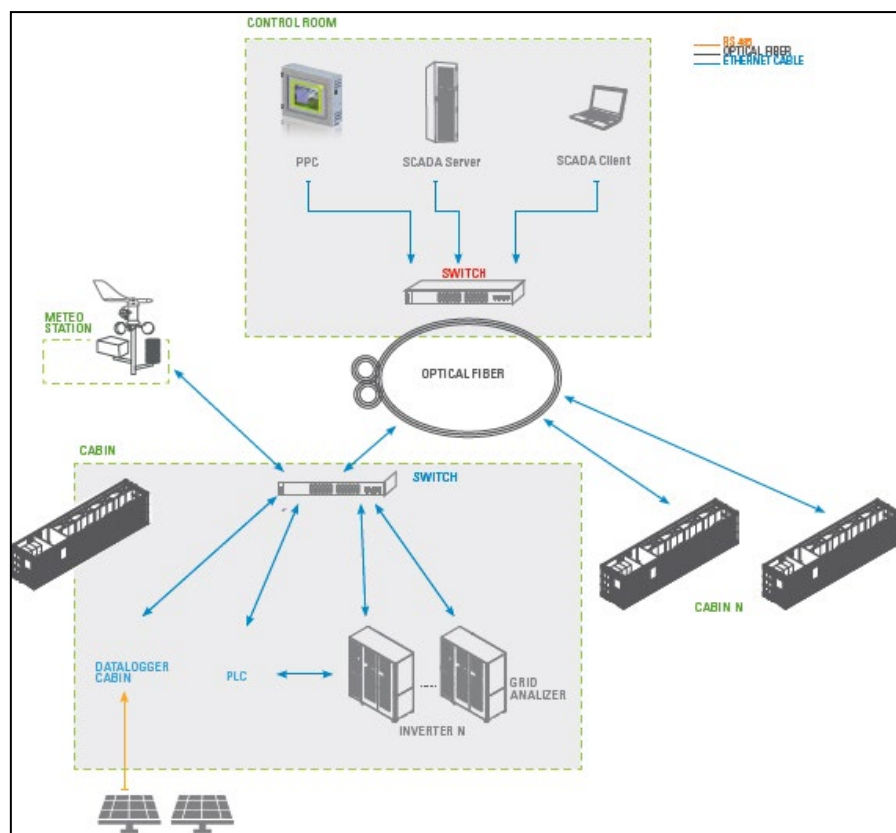 CONTROL ROOM
RS 485
OPTICAL FIBER
ETHERNET CABLE
PPC
SCADA Server
SCADA Client
SWITCH
METEO
STATION
OPTICAL FIBER
CABIN
SWITCH
CABIN N
DATALOGGER
CABIN
PLC
GRID
ANALIZER
INVERTER N